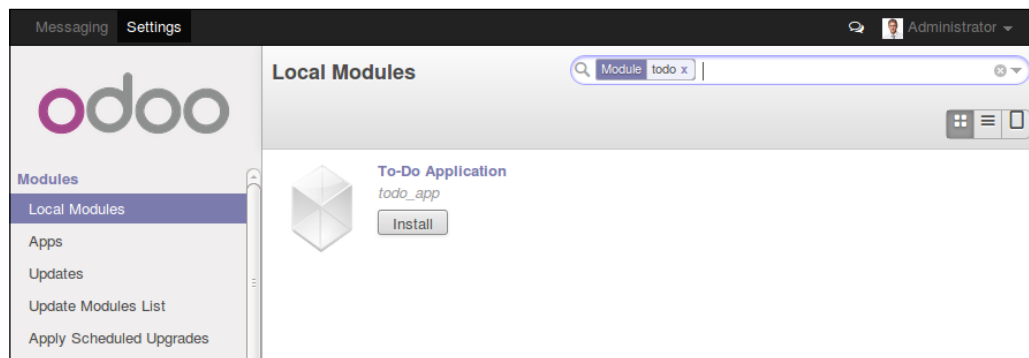 Messaging Settings Administrator
odoo
Local Modules Module todo x
Modules
Local Modules
Apps
Updates
Update Modules List
Apply Scheduled Upgrades
To-Do Application
todo_app
Install